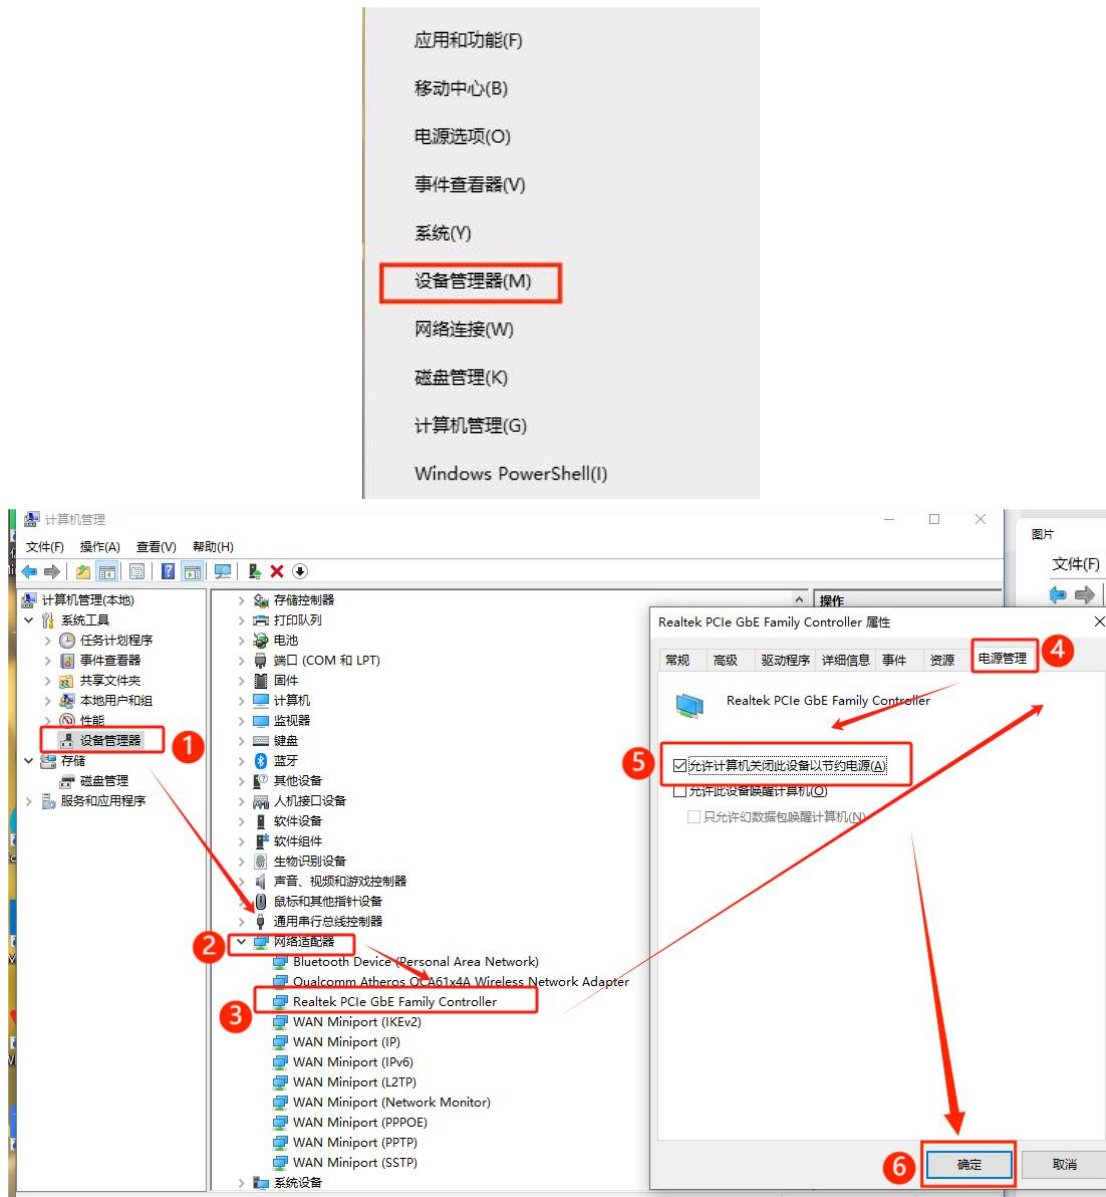 应用和功能(F)
移动中心(B)
电源选项(O)
事件查看器(V)
系统(Y)
设备管理器(M)
网络连接(W)
磁盘管理(K)
计算机管理(G)
Windows PowerShell(I)
计算机管理
文件(F) 操作(A) 查看(V) 帮助(H)
计算机管理(本地)
系统工具
任务计划程序
事件查看器
共享文件夹
本地用户和组
性能
设备管理器
1
存储
磁盘管理
服务和应用程序
存储控制器
打印队列
电池
端口 (COM 和 LPT)
固件
计算机
监视器
键盘
蓝牙
其他设备
人机接口设备
软件设备
软件组件
生物识别设备
声音、视频和游戏控制器
鼠标和其他指针设备
通用串行总线控制器
2
网络适配器
Bluetooth Device (Personal Area Network)
Qualcomm Atheros QCA61x4A Wireless Network Adapter
3
Realtek PCIe GbE Family Controller
WAN Miniport (IKEv2)
WAN Miniport (IP)
WAN Miniport (IPv6)
WAN Miniport (L2TP)
WAN Miniport (Network Monitor)
WAN Miniport (PPPOE)
WAN Miniport (PPTP)
WAN Miniport (SSTP)
系统设备
操作
图片
文件(F)
Realtek PCIe GbE Family Controller 属性
常规 高级 驱动程序 详细信息 事件 资源 电源管理
4
Realtek PCIe GbE Family Controller
5
允许计算机关闭此设备以节约电源(A)
允许此设备唤醒计算机(O)
只允许幻数据包唤醒计算机(N)
6
确定 取消